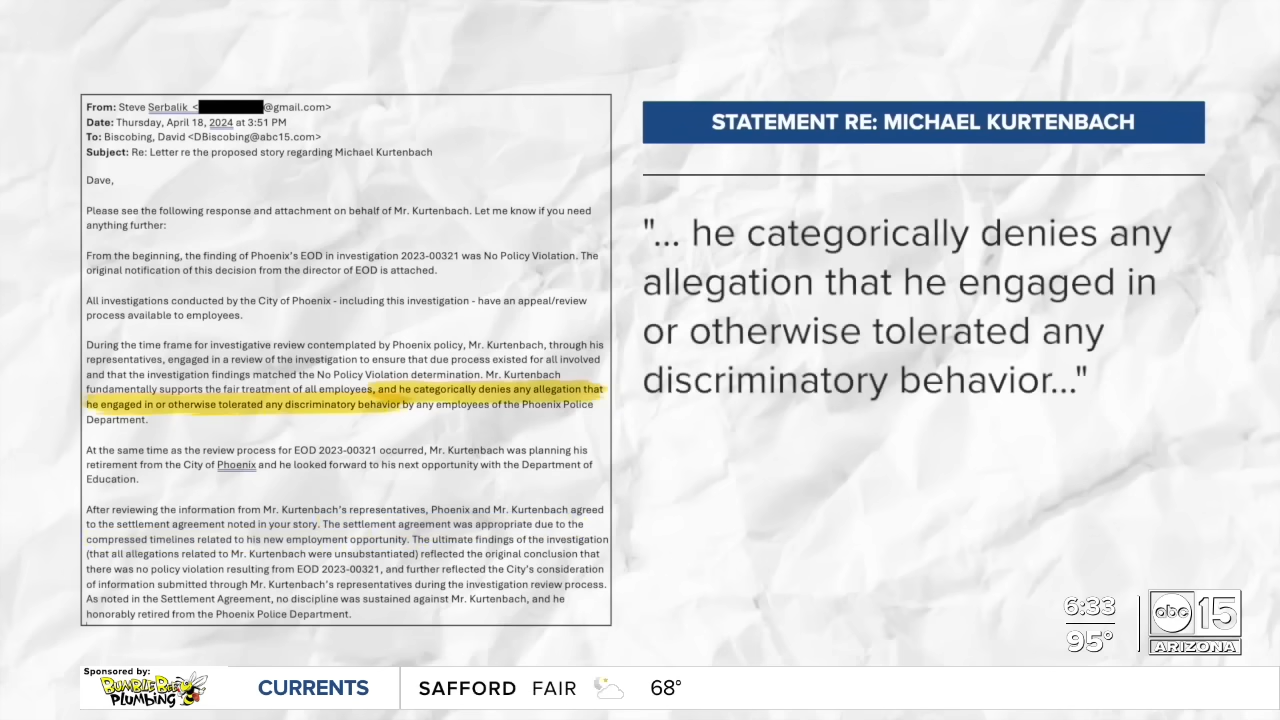 From: Steve Serbalik < @gmail.com>
Date: Thursday, April 18, 2024 at 3:51 PM
To: Biscobing, David <DBiscobing@abc15.com>
Subject: Re: Letter re the proposed story regarding Michael Kurtenbach
Dave,
Please see the following response and attachment on behalf of Mr. Kurtenbach. Let me know if you need
anything further:
From the beginning, the finding of Phoenix's EOD in investigation 2023-00321 was No Policy Violation. The
original notification of this decision from the director of EOD is attached.
All investigations conducted by the City of Phoenix - including this investigation - have an appeal/review
process available to employees.
During the time frame for investigative review contemplated by Phoenix policy, Mr. Kurtenbach, through his
representatives, engaged in a review of the investigation to ensure that due process existed for all involved
and that the investigation findings matched the No Policy Violation determination. Mr. Kurtenbach
fundamentally supports the fair treatment of all employees, and he categorically denies any allegation that
he engaged in or otherwise tolerated any discriminatory behavior by any employees of the Phoenix Police
Department.
At the same time as the review process for EOD 2023-00321 occurred, Mr. Kurtenbach was planning his
retirement from the City of Phoenix and he looked forward to his next opportunity with the Department of
Education.
After reviewing the information from Mr. Kurtenbach's representatives, Phoenix and Mr. Kurtenbach agreed
to the settlement agreement noted in your story. The settlement agreement was appropriate due to the
compressed timelines related to his new employment opportunity. The ultimate findings of the investigation
(that all allegations related to Mr. Kurtenbach were unsubstantiated) reflected the original conclusion that
there was no policy violation resulting from EOD 2023-00321, and further reflected the City's consideration
of information submitted through Mr. Kurtenbach's representatives during the investigation review process.
As noted in the Settlement Agreement, no discipline was sustained against Mr. Kurtenbach, and he
honorably retired from the Phoenix Police Department.
STATEMENT RE: MICHAEL KURTENBACH
"... he categorically denies any
allegation that he engaged in
or otherwise tolerated any
discriminatory behavior..."
6:33
95°
abc 15
ARIZONA
Sponsored by:
BUMBLE BEE
PLUMBING
CURRENTS
SAFFORD FAIR 68°